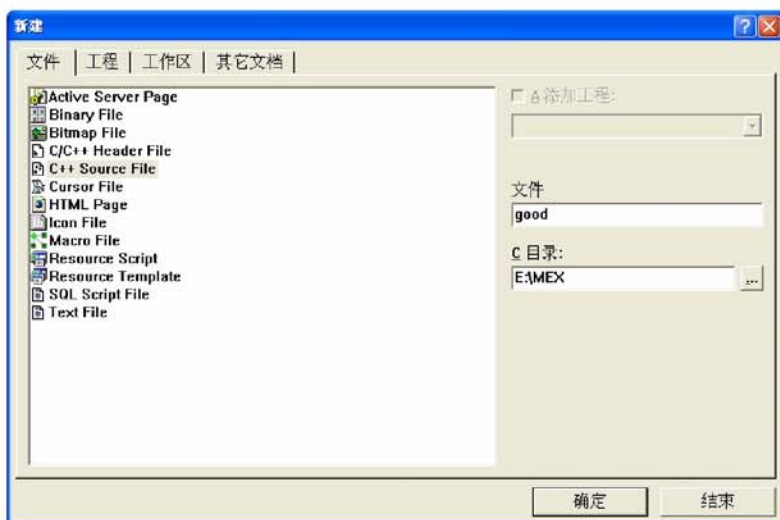 新建
文件 工程 工作区 其它文档
Active Server Page
Binary File
Bitmap File
C/C++ Header File
C++ Source File
Cursor File
HTML Page
Icon File
Macro File
Resource Script
Resource Template
SQL Script File
Text File
A添加工程:
文件
good
C 目录:
E:\MEX
...
确定 结束